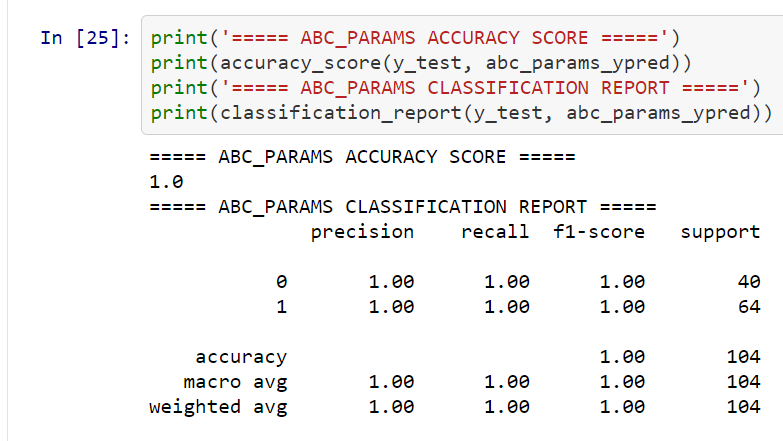 In [25]: print('===== ABC_PARAMS ACCURACY SCORE =====')
print(accuracy_score(y_test, abc_params_ypred))
print('===== ABC_PARAMS CLASSIFICATION REPORT =====')
print(classification_report(y_test, abc_params_ypred))
===== ABC_PARAMS ACCURACY SCORE =====
1.0
===== ABC_PARAMS CLASSIFICATION REPORT =====
precision recall f1-score support
0 1.00 1.00 1.00 40
1 1.00 1.00 1.00 64
accuracy 1.00 104
macro avg 1.00 1.00 1.00 104
weighted avg 1.00 1.00 1.00 104